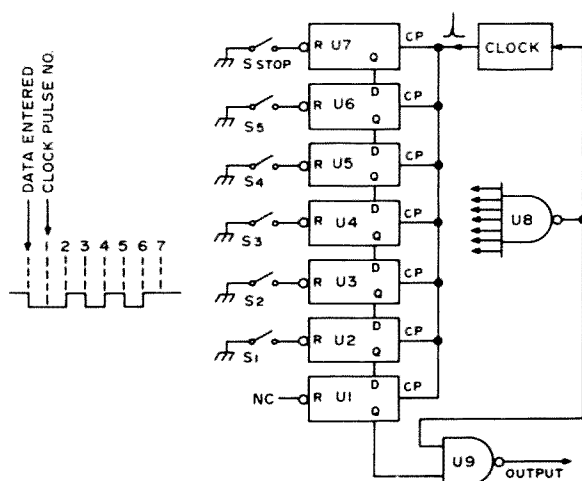 DATA ENTERED
CLOCK PULSE NO.
2 3 4 5 6 7
R U7 CP
Q
S STOP
CLOCK
D
R U6 CP
Q
S5
D
R U5 CP
Q
S4
D
R U4 CP
Q
S3
U8
D
R U3 CP
Q
S2
D
R U2 CP
Q
S1
D
NC R U1 CP
Q
U9
OUTPUT